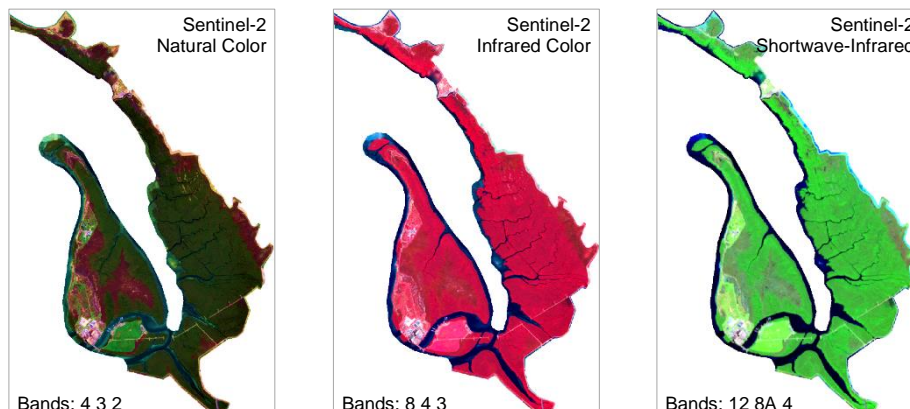 Sentinel-2
Natural Color
Bands: 4 3 2
Sentinel-2
Infrared Color
Bands: 8 4 3
Sentinel-2
Shortwave-Infrared
Bands: 12 8A 4